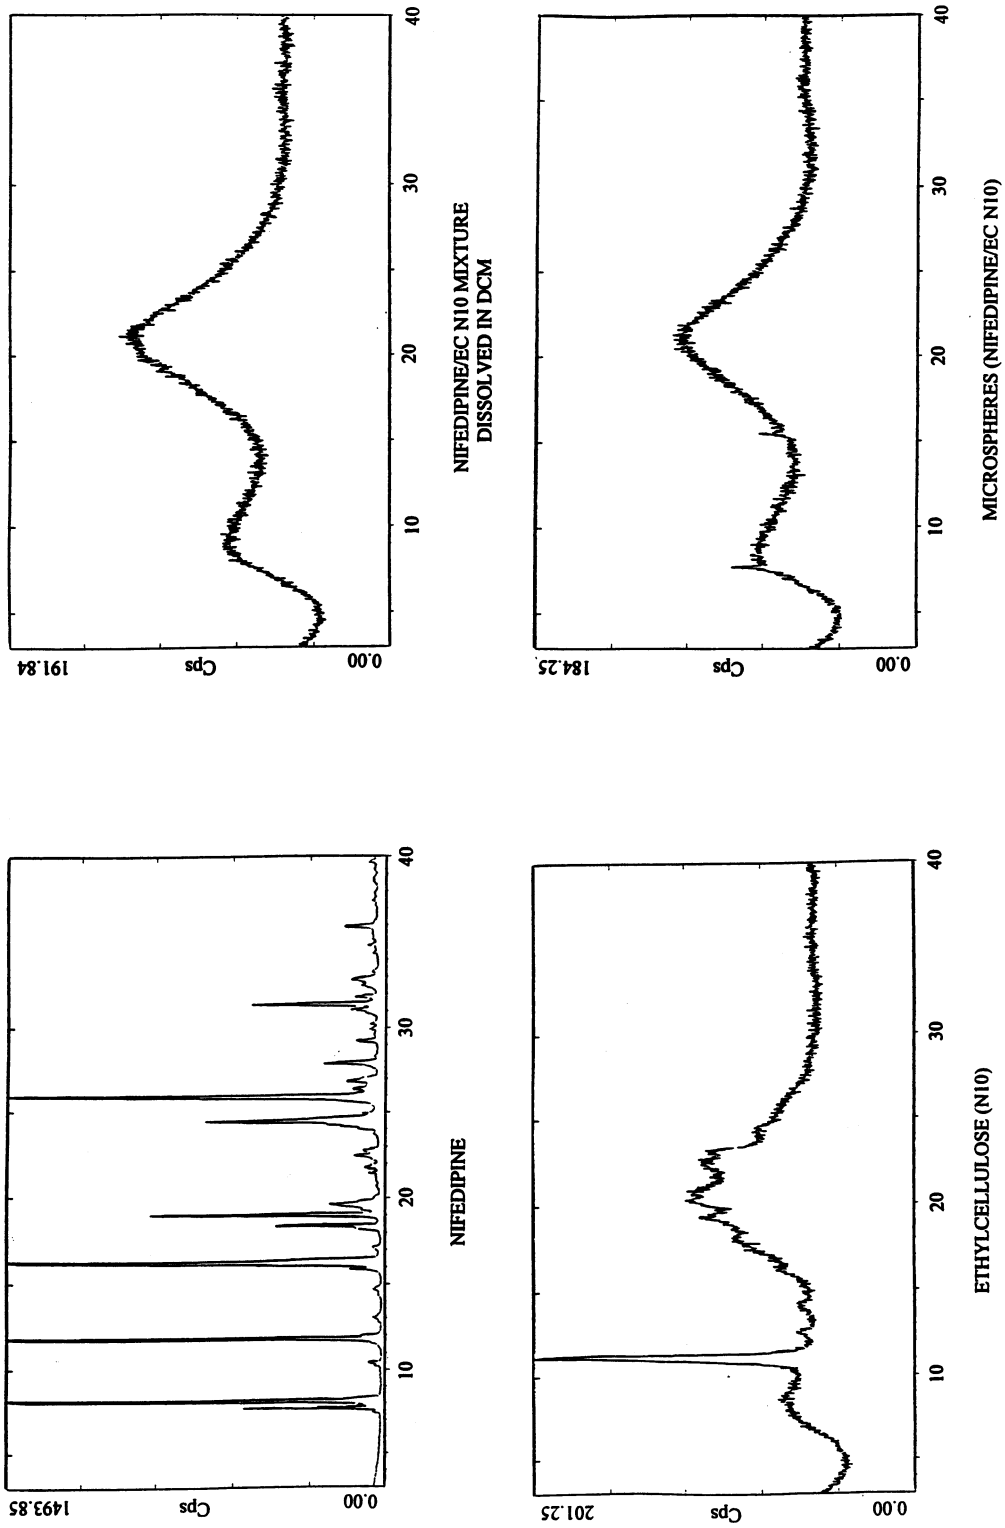 1493.85
Cps
0.00
10
20
30
40
NIFEDIPINE
191.84
Cps
0.00
10
20
30
40
NIFEDIPINE/EC N10 MIXTURE
DISSOLVED IN DCM
201.25
Cps
0.00
10
20
30
40
ETHYLCELLULOSE (N10)
184.25
Cps
0.00
10
20
30
40
MICROSPHERES (NIFEDIPINE/EC N10)